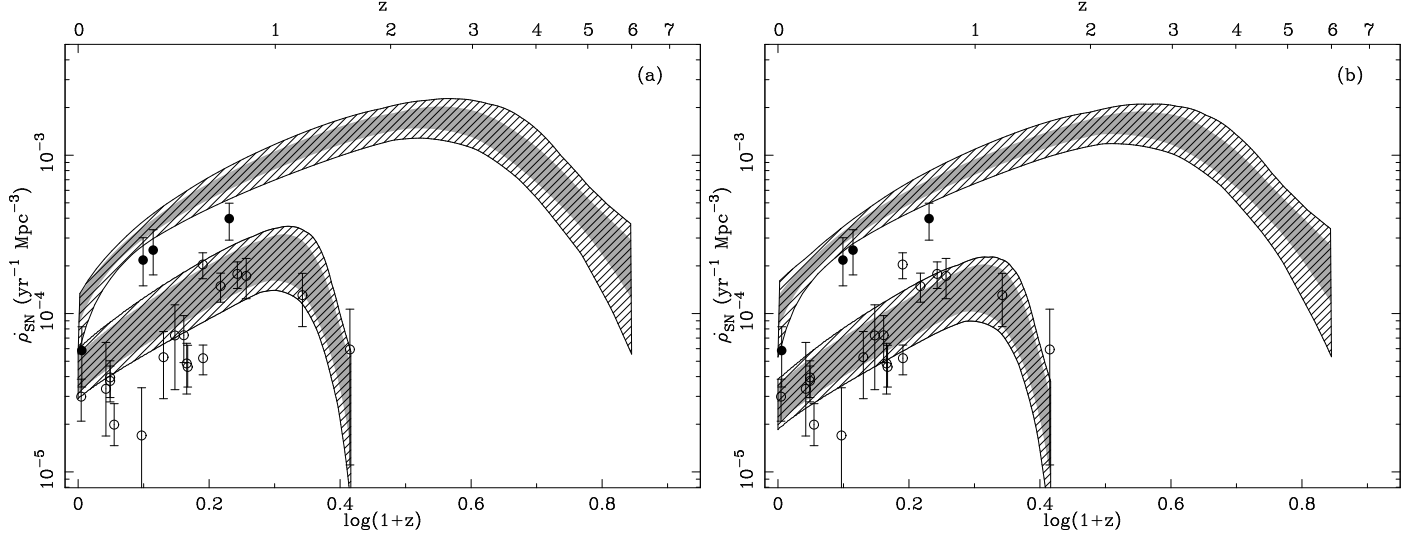 z
0 1 2 3 4 5 6 7
(a)
10⁻³
10⁻⁴
10⁻⁵
ρ̇SN (yr⁻¹ Mpc⁻³)
0 0.2 0.4 0.6 0.8
log(1+z)
z
0 1 2 3 4 5 6 7
(b)
10⁻³
10⁻⁴
10⁻⁵
ρ̇SN (yr⁻¹ Mpc⁻³)
0 0.2 0.4 0.6 0.8
log(1+z)